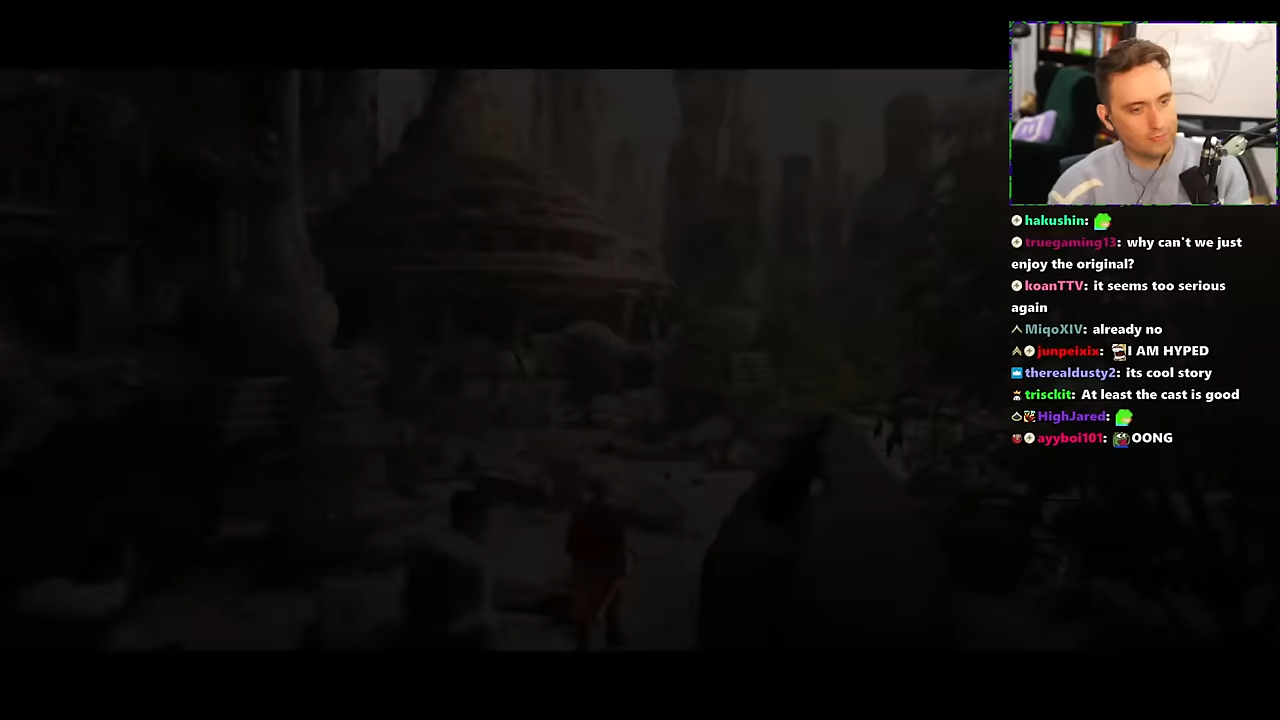 hakushin:
truegaming13: why can't we just
enjoy the original?
koanTTV: it seems too serious
again
MiqoXIV: already no
junpeixix: I AM HYPED
therealdusty2: its cool story
trisckit: At least the cast is good
HighJared:
ayyboi101: OONG